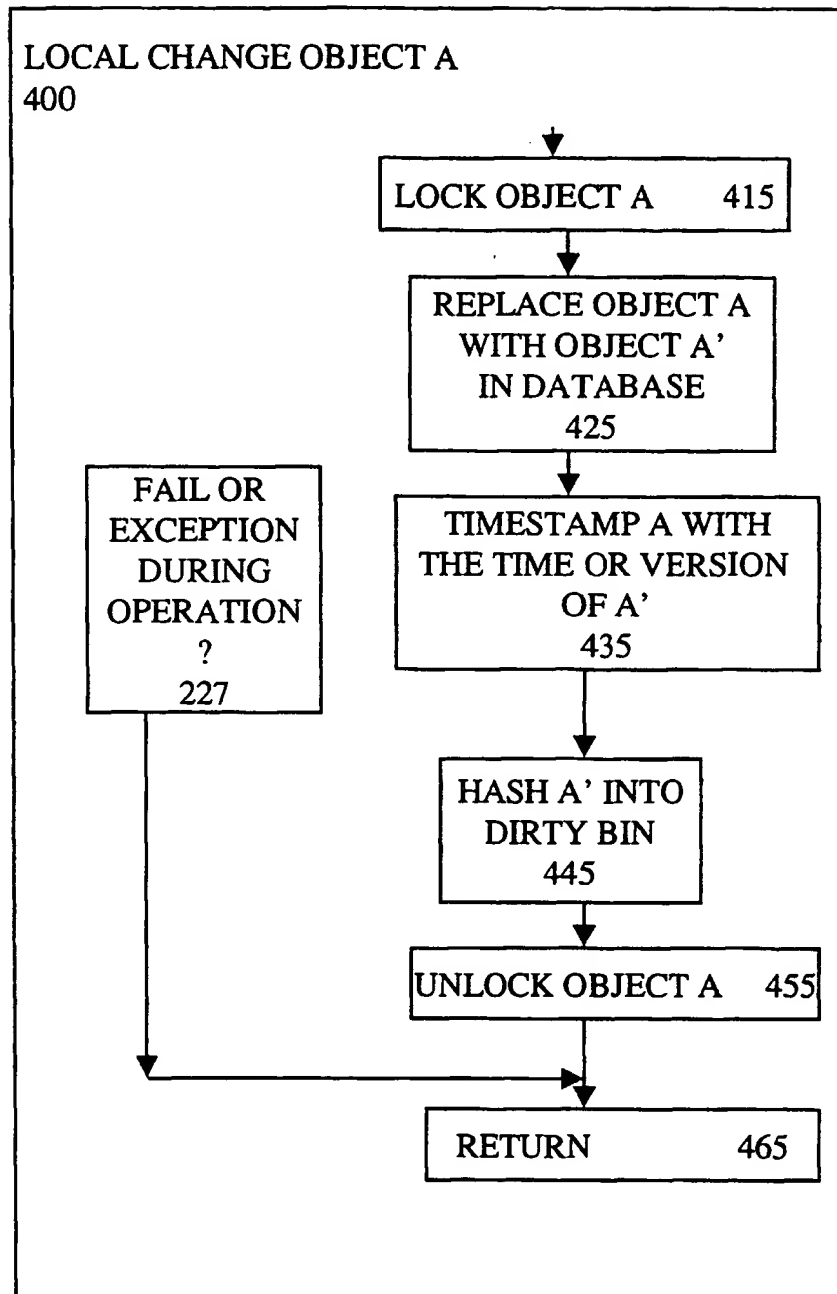 LOCAL CHANGE OBJECT A
400
LOCK OBJECT A 415
REPLACE OBJECT A
WITH OBJECT A'
IN DATABASE
425
FAIL OR
EXCEPTION
DURING
OPERATION
?
227
TIMESTAMP A WITH
THE TIME OR VERSION
OF A'
435
HASH A' INTO
DIRTY BIN
445
UNLOCK OBJECT A 455
RETURN 465